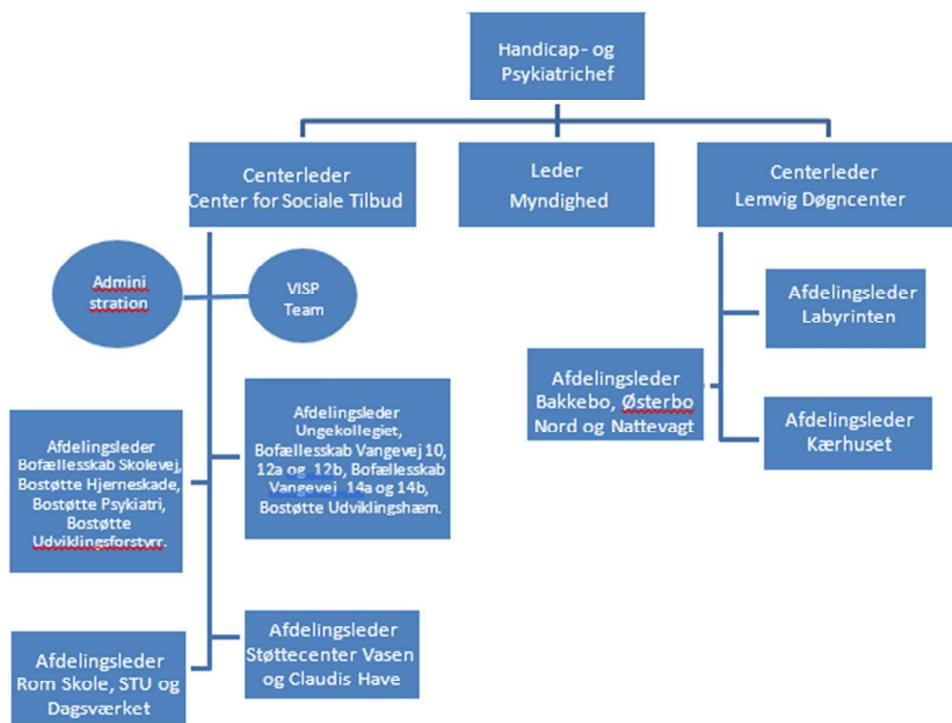 Handicap- og
Psykiatrichef
Centerleder
Center for Sociale Tilbud
Leder
Myndighed
Centerleder
Lemvig Døgncenter
Admini
stration
VISP
Team
Afdelingsleder
Labyrinten
Afdelingsleder
Bakkebo, Østerbo
Nord og Nattevagt
Afdelingsleder
Kærhuset
Afdelingsleder
Bofællesskab Skolevej,
Bostøtte Hjerneskade,
Bostøtte Psykiatri,
Bostøtte
Udviklingsforstyrr.
Afdelingsleder
Ungekollegiet,
Bofællesskab Vangevej 10,
12a og 12b, Bofællesskab
Vangevej 14a og 14b,
Bostøtte Udviklingshæm.
Afdelingsleder
Rom Skole, STU og
Dagsværket
Afdelingsleder
Støttecenter Vasen
og Claudis Have